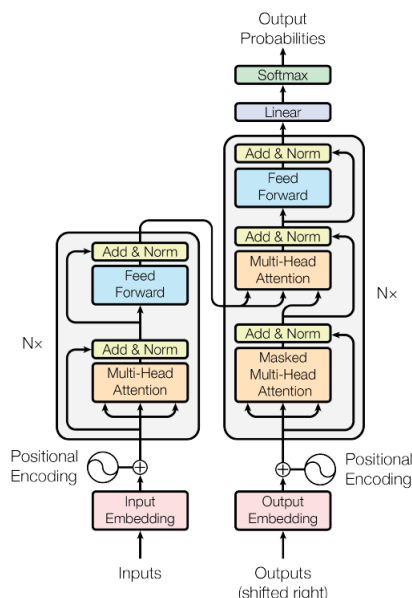 Output
Probabilities
Softmax
Linear
Add & Norm
Feed
Forward
Add & Norm
Multi-Head
Attention
Add & Norm
Masked
Multi-Head
Attention
Nx
Add & Norm
Feed
Forward
Add & Norm
Multi-Head
Attention
Nx
Positional
Encoding
Positional
Encoding
Input
Embedding
Output
Embedding
Inputs
Outputs
(shifted right)